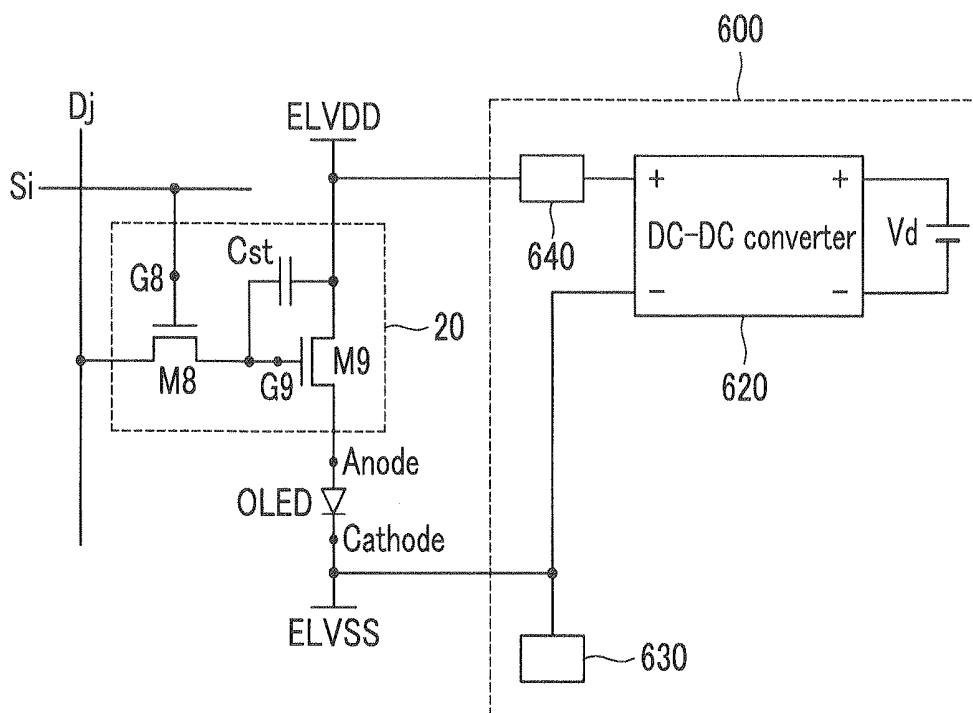 600
Dj
ELVDD
Si
+ +
DC-DC converter
Vd
640
Cst
G8
- -
20
M9
M8
G9
620
Anode
OLED
Cathode
ELVSS
630